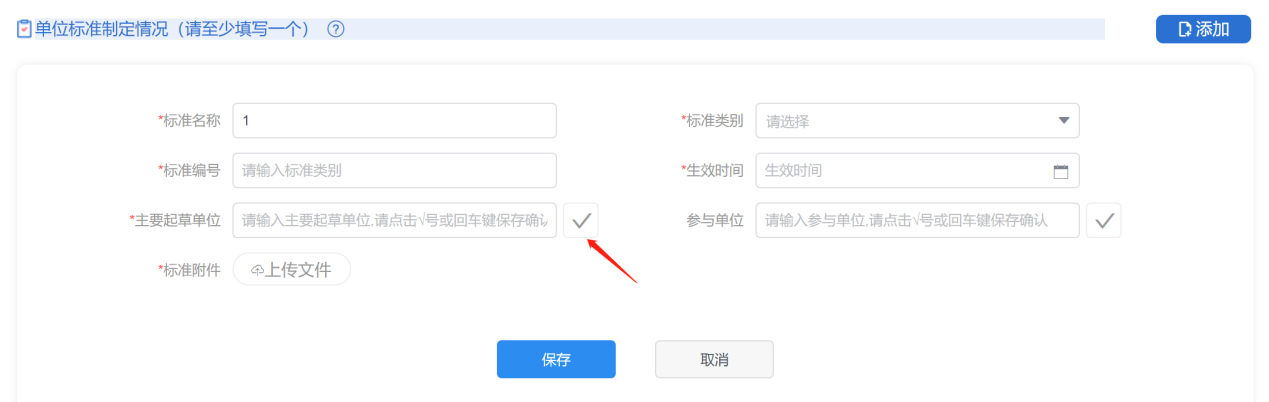 单位标准制定情况（请至少填写一个） ?
添加
*标准名称 1
*标准类别 请选择
*标准编号 请输入标准类别
*生效时间 生效时间
*主要起草单位 请输入主要起草单位,请点击√号或回车键保存确
参与单位 请输入参与单位,请点击√号或回车键保存确认
*标准附件 上传文件
保存 取消